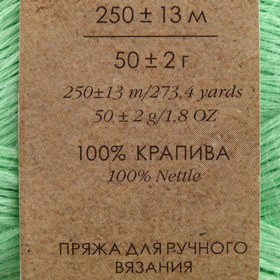 250 ± 13 м
50 ± 2 г
250±13 m/273,4 yards
50 ± 2 g/1,8 OZ
100% КРАПИВА
100% Nettle
ПРЯЖА ДЛЯ РУЧНОГО
ВЯЗАНИЯ